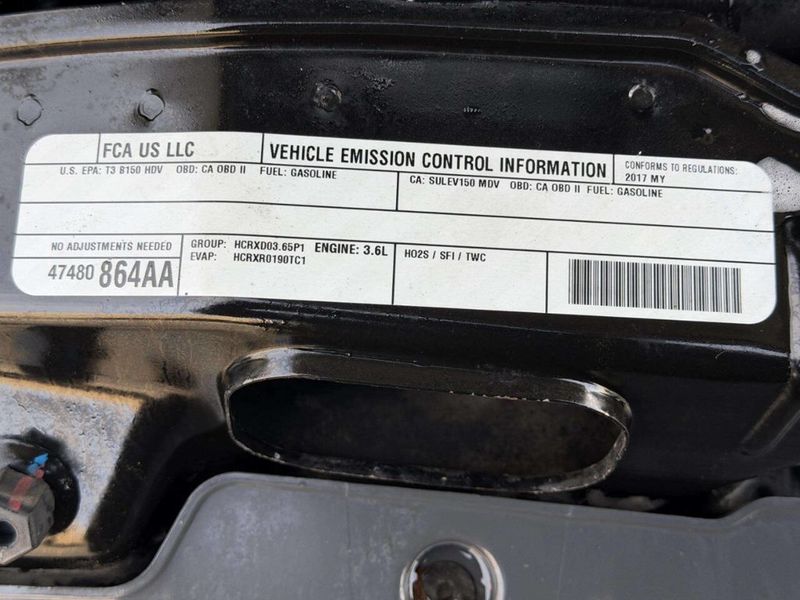 FCA US LLC
VEHICLE EMISSION CONTROL INFORMATION
CONFORMS TO REGULATIONS:
2017 MY
U.S. EPA: T3 B150 HDV OBD: CA OBD II FUEL: GASOLINE
CA: SULEV150 MDV OBD: CA OBD II FUEL: GASOLINE
NO ADJUSTMENTS NEEDED
47480 864AA
GROUP: HCRXD03.65P1 ENGINE: 3.6L
EVAP: HCRXR0190TC1
HO2S / SFI / TWC